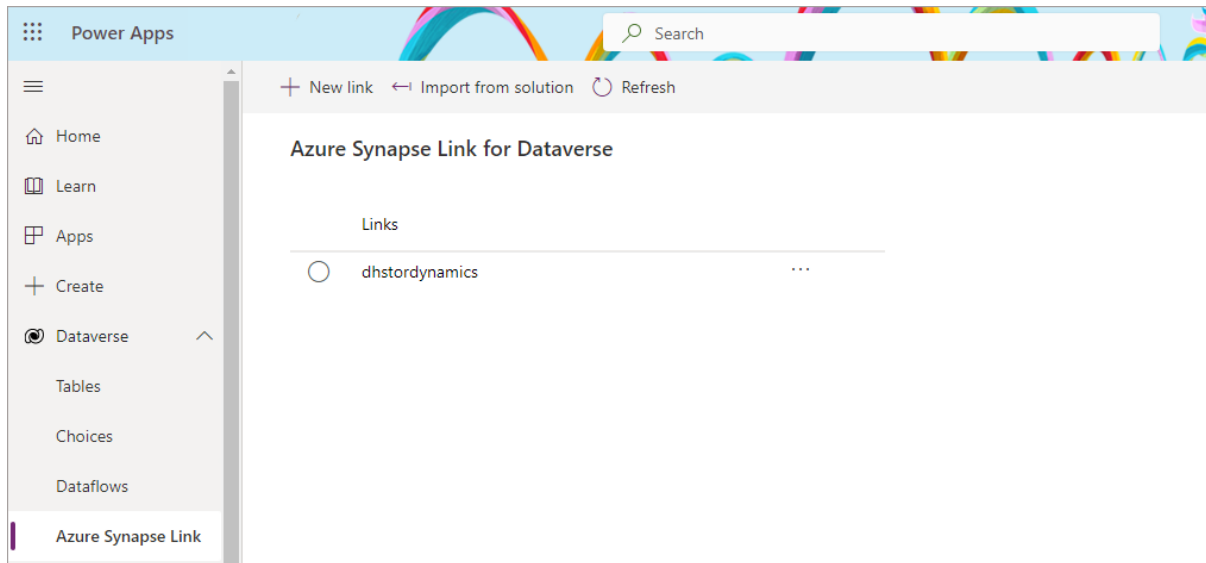 Power Apps
Search
New link
Import from solution
Refresh
Home
Learn
Apps
Create
Dataverse
Tables
Choices
Dataflows
Azure Synapse Link
Azure Synapse Link for Dataverse
Links
dhstordynamics